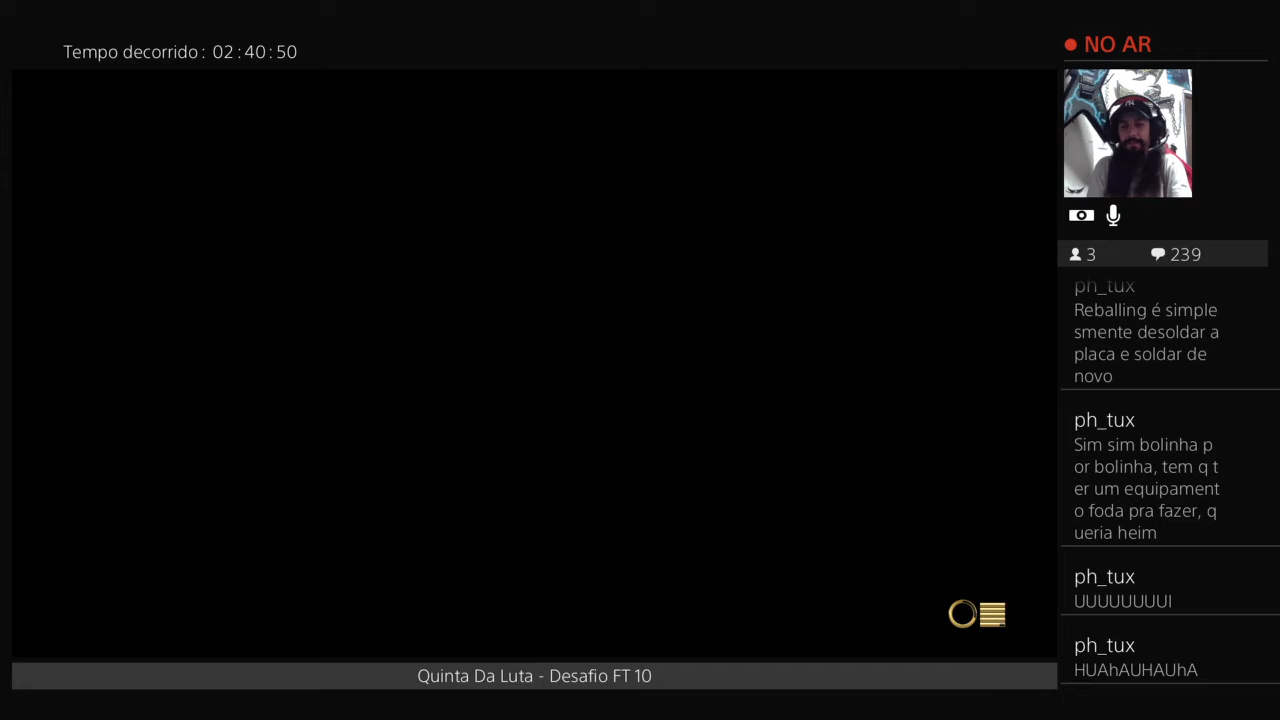 Tempo decorrido: 02:40:50
NO AR
3 239
ph_tux
Reballing é simple
smente desoldar a
placa e soldar de
novo
ph_tux
Sim sim bolinha p
or bolinha, tem q t
er um equipament
o foda pra fazer, q
ueria heim
ph_tux
UUUUUUUUI
ph_tux
HUAhAUHAUhA
Quinta Da Luta - Desafio FT 10